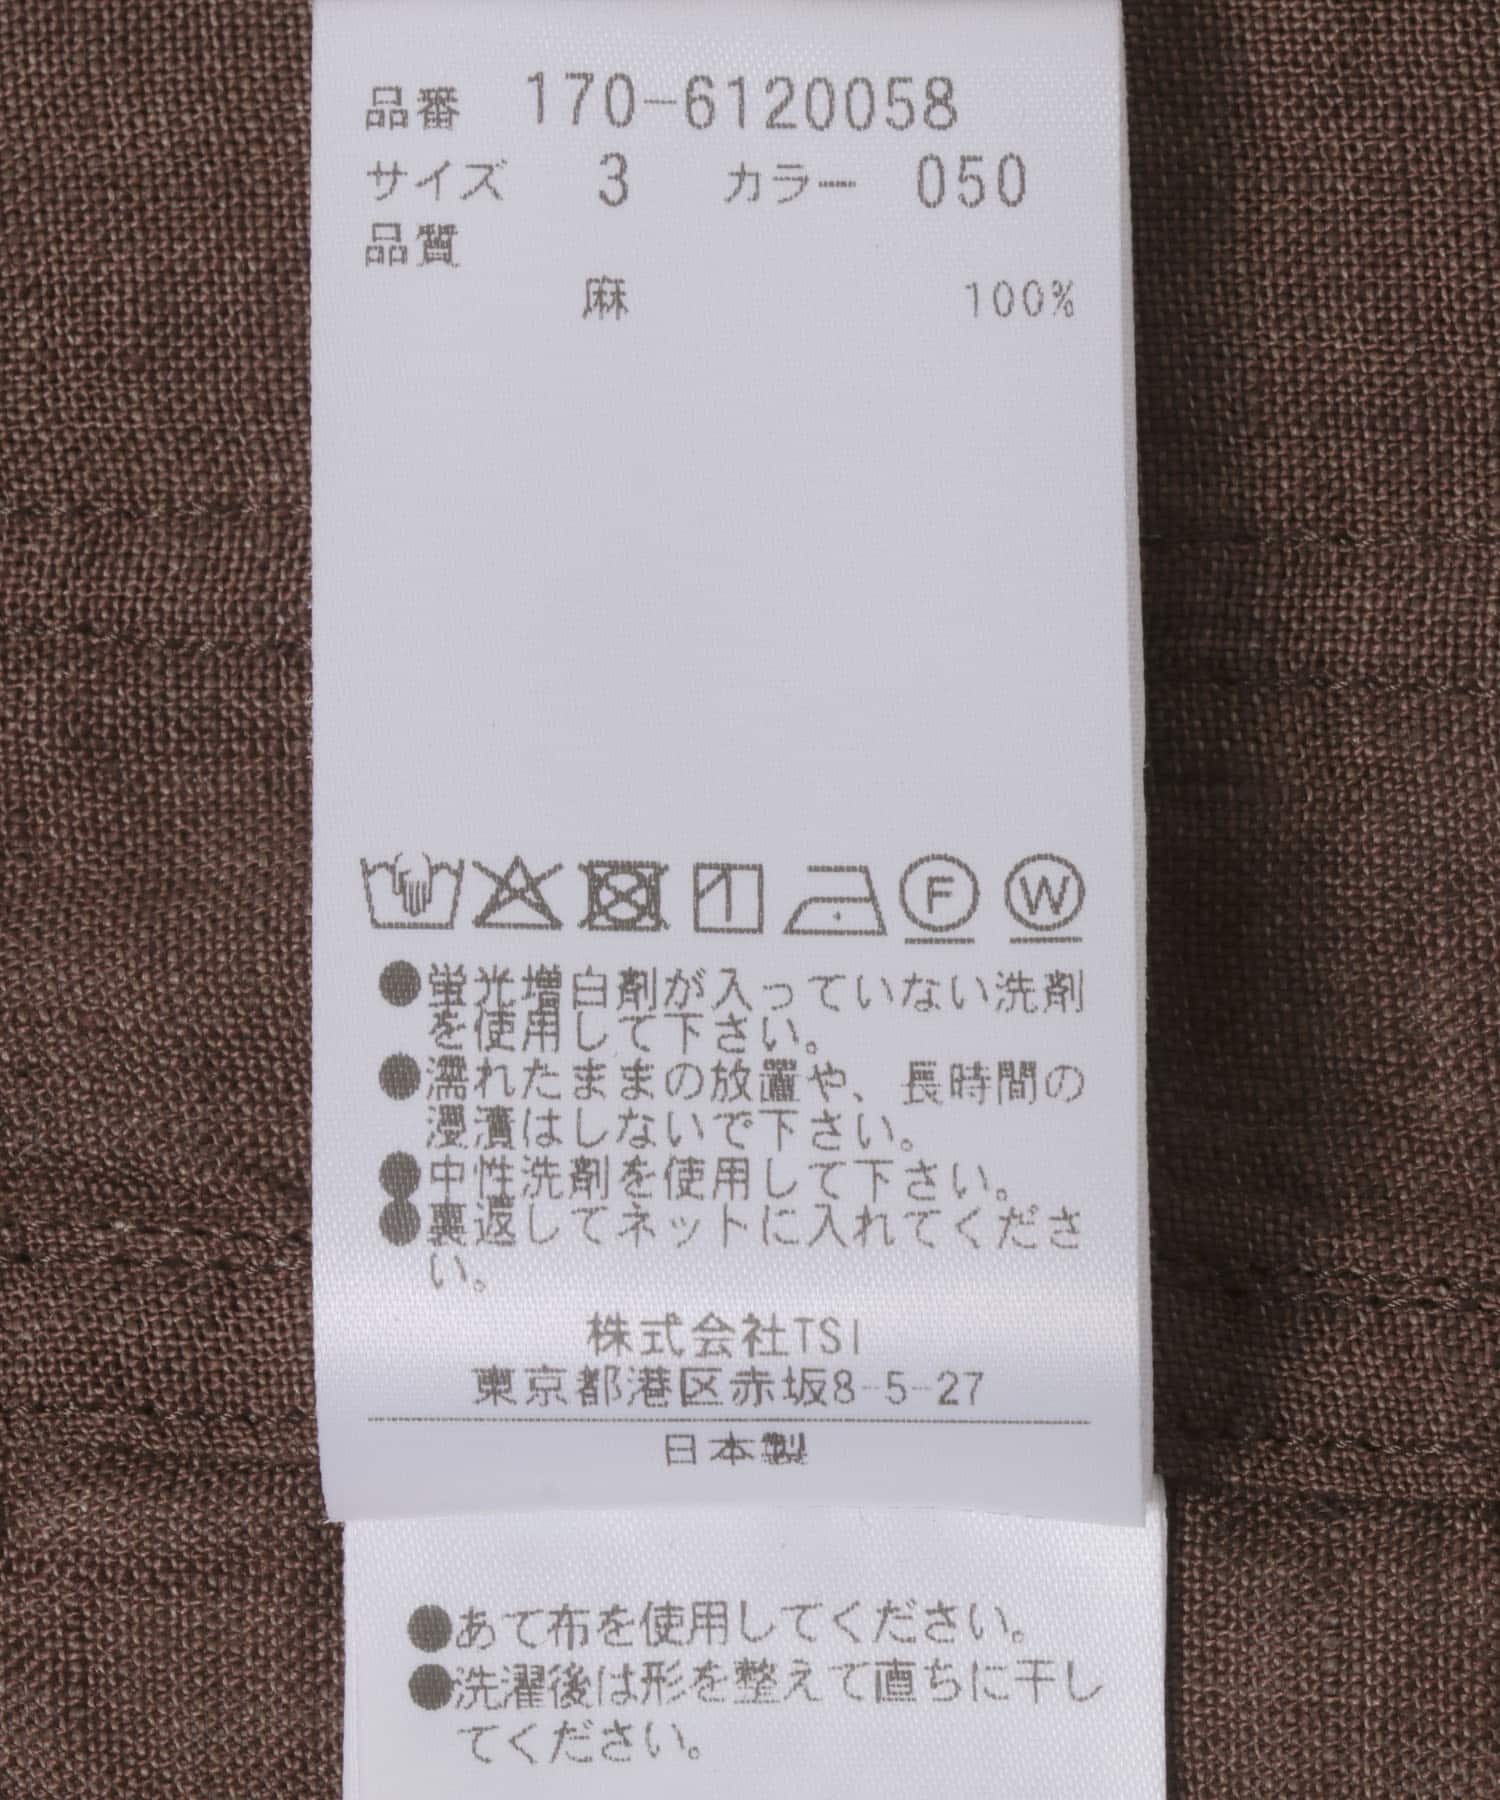 品番 170-6120058
サイズ 3 カラー 050
品質
麻 100%
F W
●蛍光増白剤が入っていない洗剤
を使用して下さい。
●濡れたままの放置や、長時間の
浸漬はしないで下さい。
●中性洗剤を使用して下さい。
●裏返してネットに入れてくださ
い。
株式会社TSI
東京都港区赤坂8-5-27
日本製
●あて布を使用してください。
●洗濯後は形を整えて直ちに干し
てください。